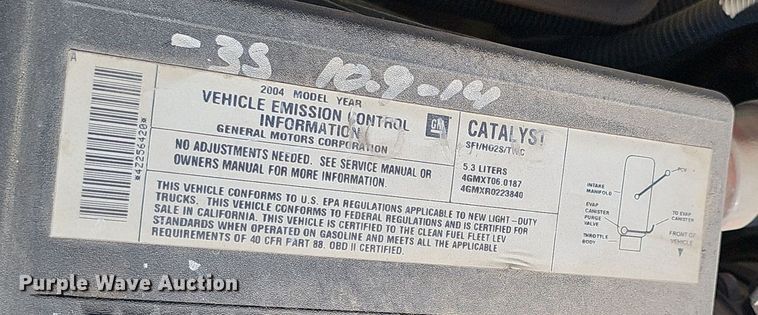 -35 10.9-14
A
*4Z256420*
2004 MODEL YEAR
VEHICLE EMISSION CONTROL
INFORMATION
GENERAL MOTORS CORPORATION
GM
NO ADJUSTMENTS NEEDED. SEE SERVICE MANUAL OR
OWNERS MANUAL FOR MORE INFORMATION.
CATALYST
SFI/HO2S/TWC
5.3 LITERS
4GMXT06.0187
4GMXR0223840
THIS VEHICLE CONFORMS TO U.S. EPA REGULATIONS APPLICABLE TO NEW LIGHT-DUTY
TRUCKS. THIS VEHICLE CONFORMS TO FEDERAL REGULATIONS AND IS CERTIFIED FOR
SALE IN CALIFORNIA. THIS VEHICLE IS CERTIFIED TO THE CLEAN FUEL FLEET LEV
STANDARDS WHEN OPERATED ON GASOLINE AND MEETS ALL THE APPLICABLE
REQUIREMENTS OF 40 CFR PART 88. OBD II CERTIFIED.
PCV
INTAKE
MANIFOLD
EVAP
CANISTER
PURGE
VALVE
TO EVAP
CANISTER
THROTTLE
BODY
FRONT OF
VEHICLE
Purple Wave Auction